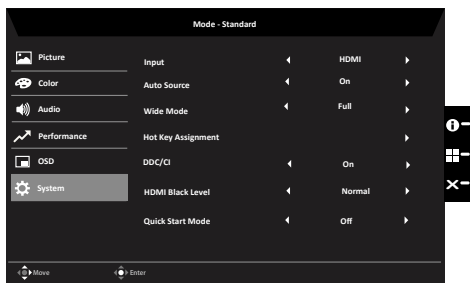 Mode - Standard
Picture
Color
Audio
Performance
OSD
System
Input HDMI
Auto Source On
Wide Mode Full
Hot Key Assignment
DDC/CI On
HDMI Black Level Normal
Quick Start Mode Off
Move Enter